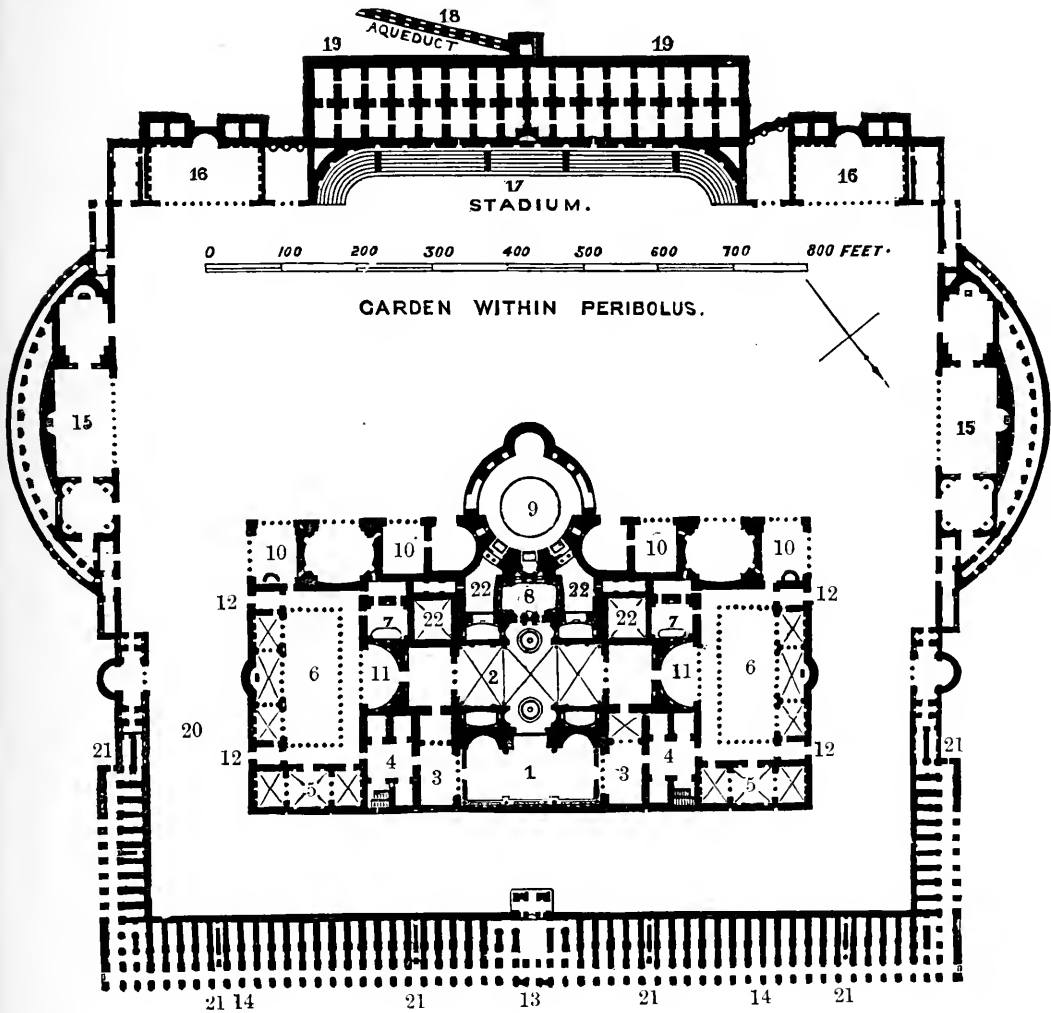 18
AQUEDUCT
19 19
16 16
17
STADIUM.
0 100 200 300 400 500 600 700 800 FEET.
GARDEN WITHIN PERIBOLUS.
15 15
9
10 10 10 10
12 22 8 22 12
7 22 22 7
6 11 2 11 6
20
21 12 12 21
5 4 3 1 3 4 5
21 14 21 13 21 14 21